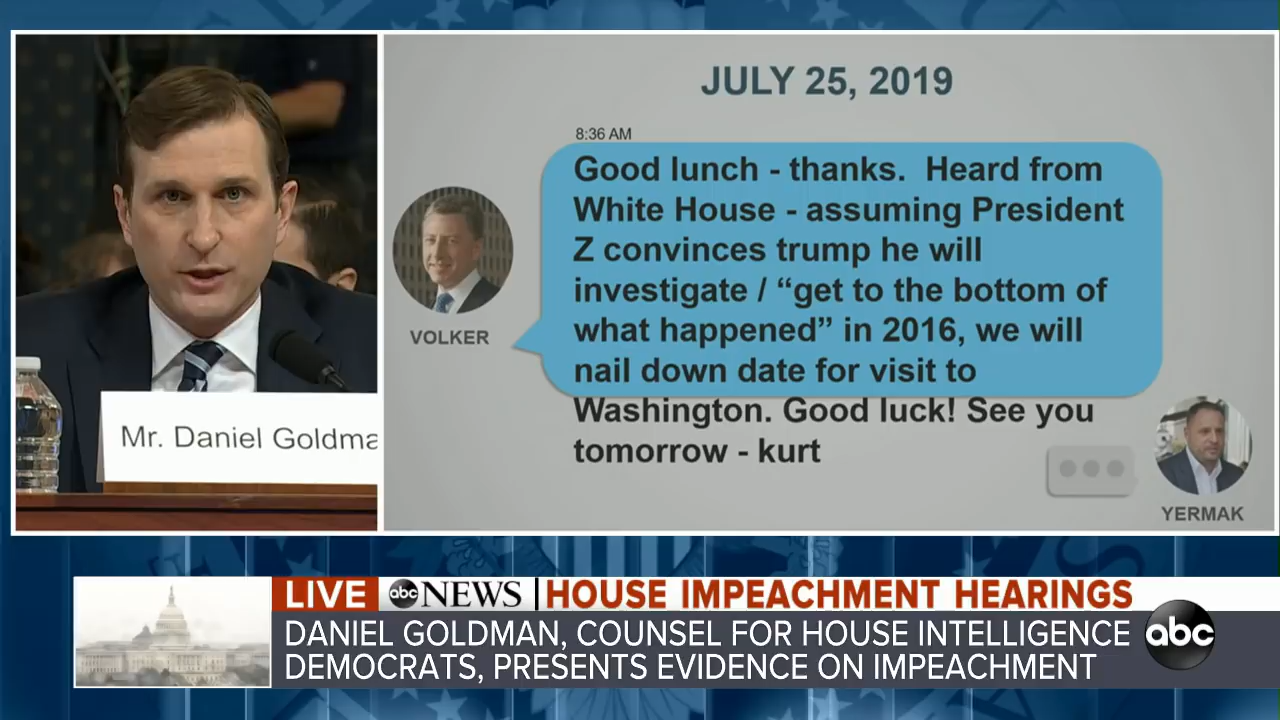 JULY 25, 2019
8:36 AM
Good lunch - thanks.  Heard from
White House - assuming President
Z convinces trump he will
investigate / “get to the bottom of
what happened” in 2016, we will
nail down date for visit to
Washington. Good luck! See you
tomorrow - kurt
VOLKER
YERMAK
Mr. Daniel Goldma
LIVE abc NEWS HOUSE IMPEACHMENT HEARINGS
DANIEL GOLDMAN, COUNSEL FOR HOUSE INTELLIGENCE
DEMOCRATS, PRESENTS EVIDENCE ON IMPEACHMENT
abc